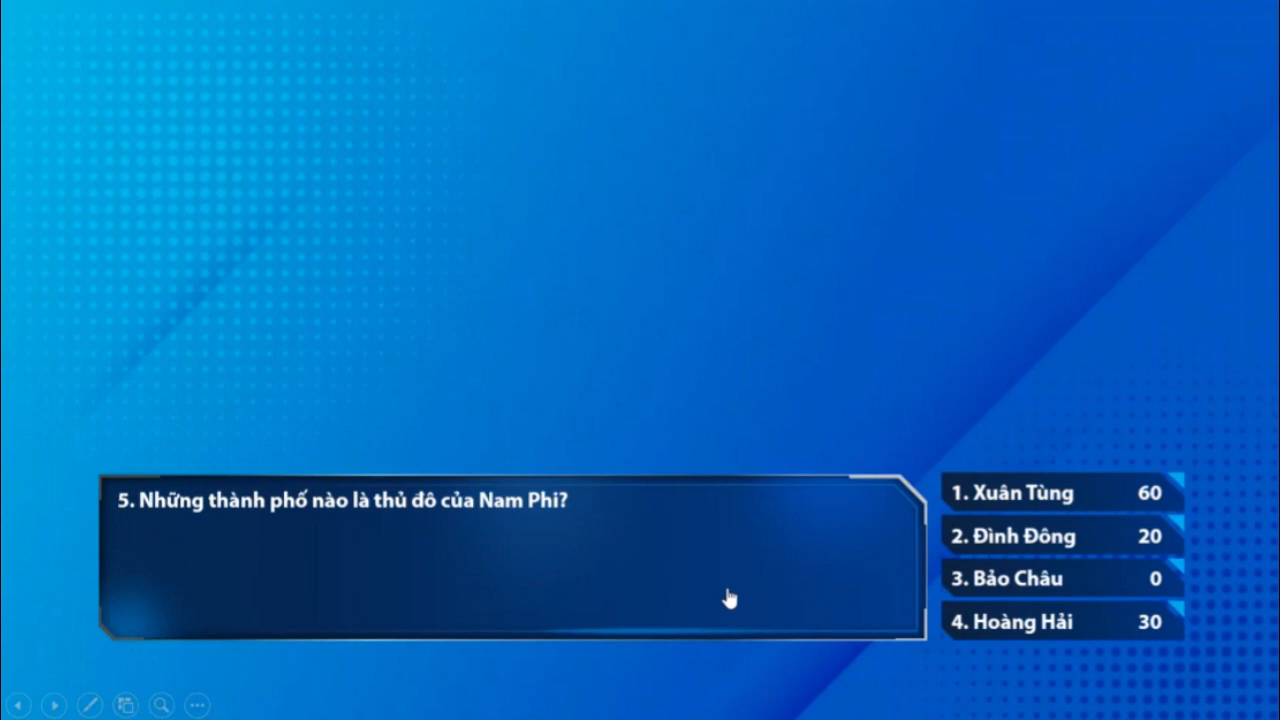 5. Những thành phố nào là thủ đô của Nam Phi?
1. Xuân Tùng 60
2. Đình Đông 20
3. Bảo Châu 0
4. Hoàng Hải 30